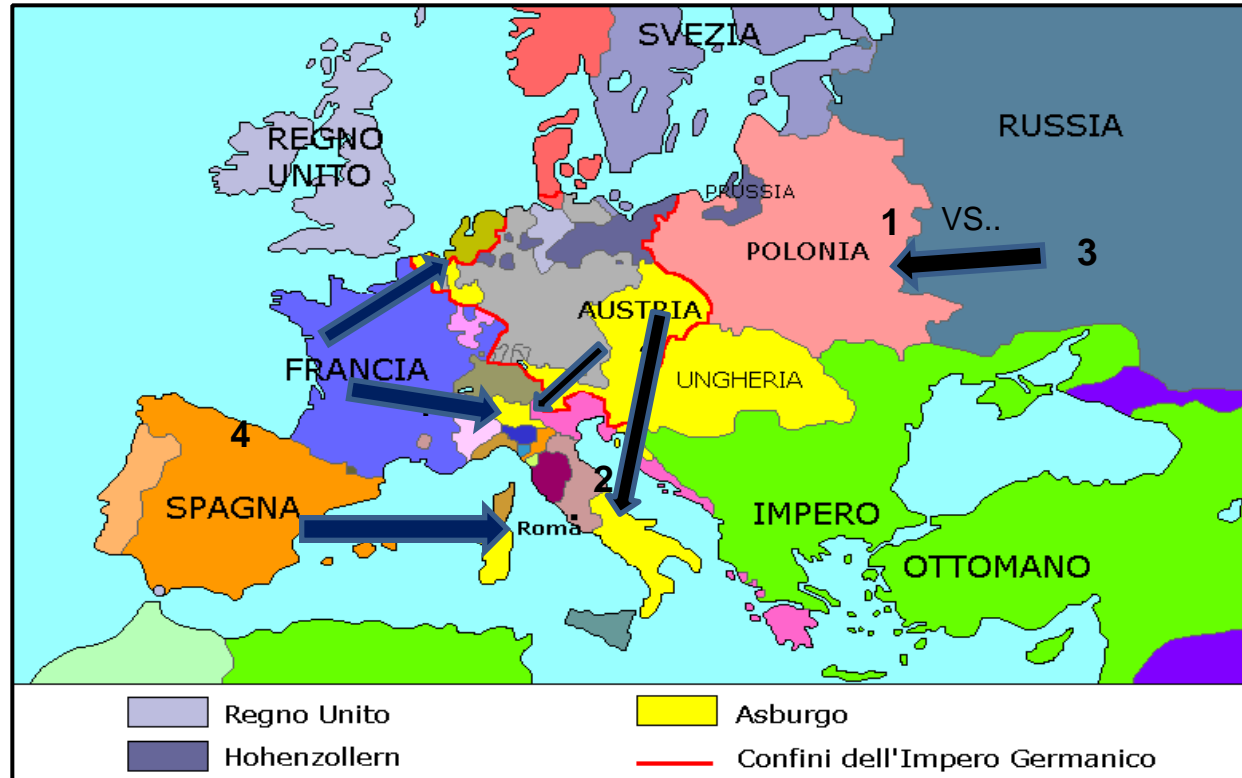 SVEZIA
REGNO
UNITO
RUSSIA
PRUSSIA
1
VS..
POLONIA
3
AUSTRIA
FRANCIA
UNGHERIA
4
SPAGNA
2
Roma
IMPERO
OTTOMANO
Regno Unito
Asburgo
Hohenzollern
Confini dell'Impero Germanico